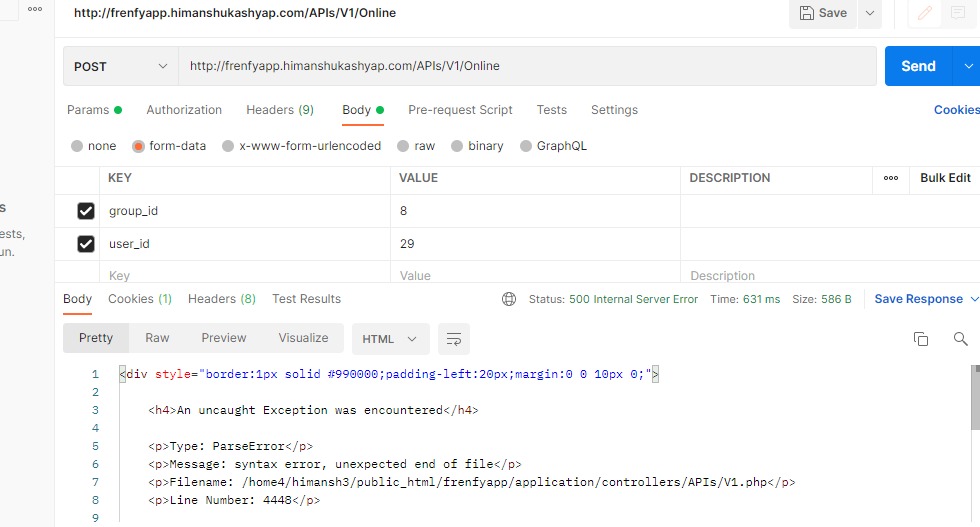 http://frenfyapp.himanshukashyap.com/APIs/V1/Online
Save
POST
http://frenfyapp.himanshukashyap.com/APIs/V1/Online
Send
Params
Authorization
Headers (9)
Body
Pre-request Script
Tests
Settings
Cookies
none
form-data
x-www-form-urlencoded
raw
binary
GraphQL
KEY
VALUE
DESCRIPTION
Bulk Edit
group_id
8
user_id
29
Key
Value
Description
s
ests,
un.
Body
Cookies (1)
Headers (8)
Test Results
Status: 500 Internal Server Error
Time: 631 ms
Size: 586 B
Save Response
Pretty
Raw
Preview
Visualize
HTML
1 <div style="border:1px solid #990000;padding-left:20px;margin:0 0 10px 0;">
2
3 <h4>An uncaught Exception was encountered</h4>
4
5 <p>Type: ParseError</p>
6 <p>Message: syntax error, unexpected end of file</p>
7 <p>Filename: /home4/himansh3/public_html/frenfyapp/application/controllers/APIs/V1.php</p>
8 <p>Line Number: 4448</p>
9